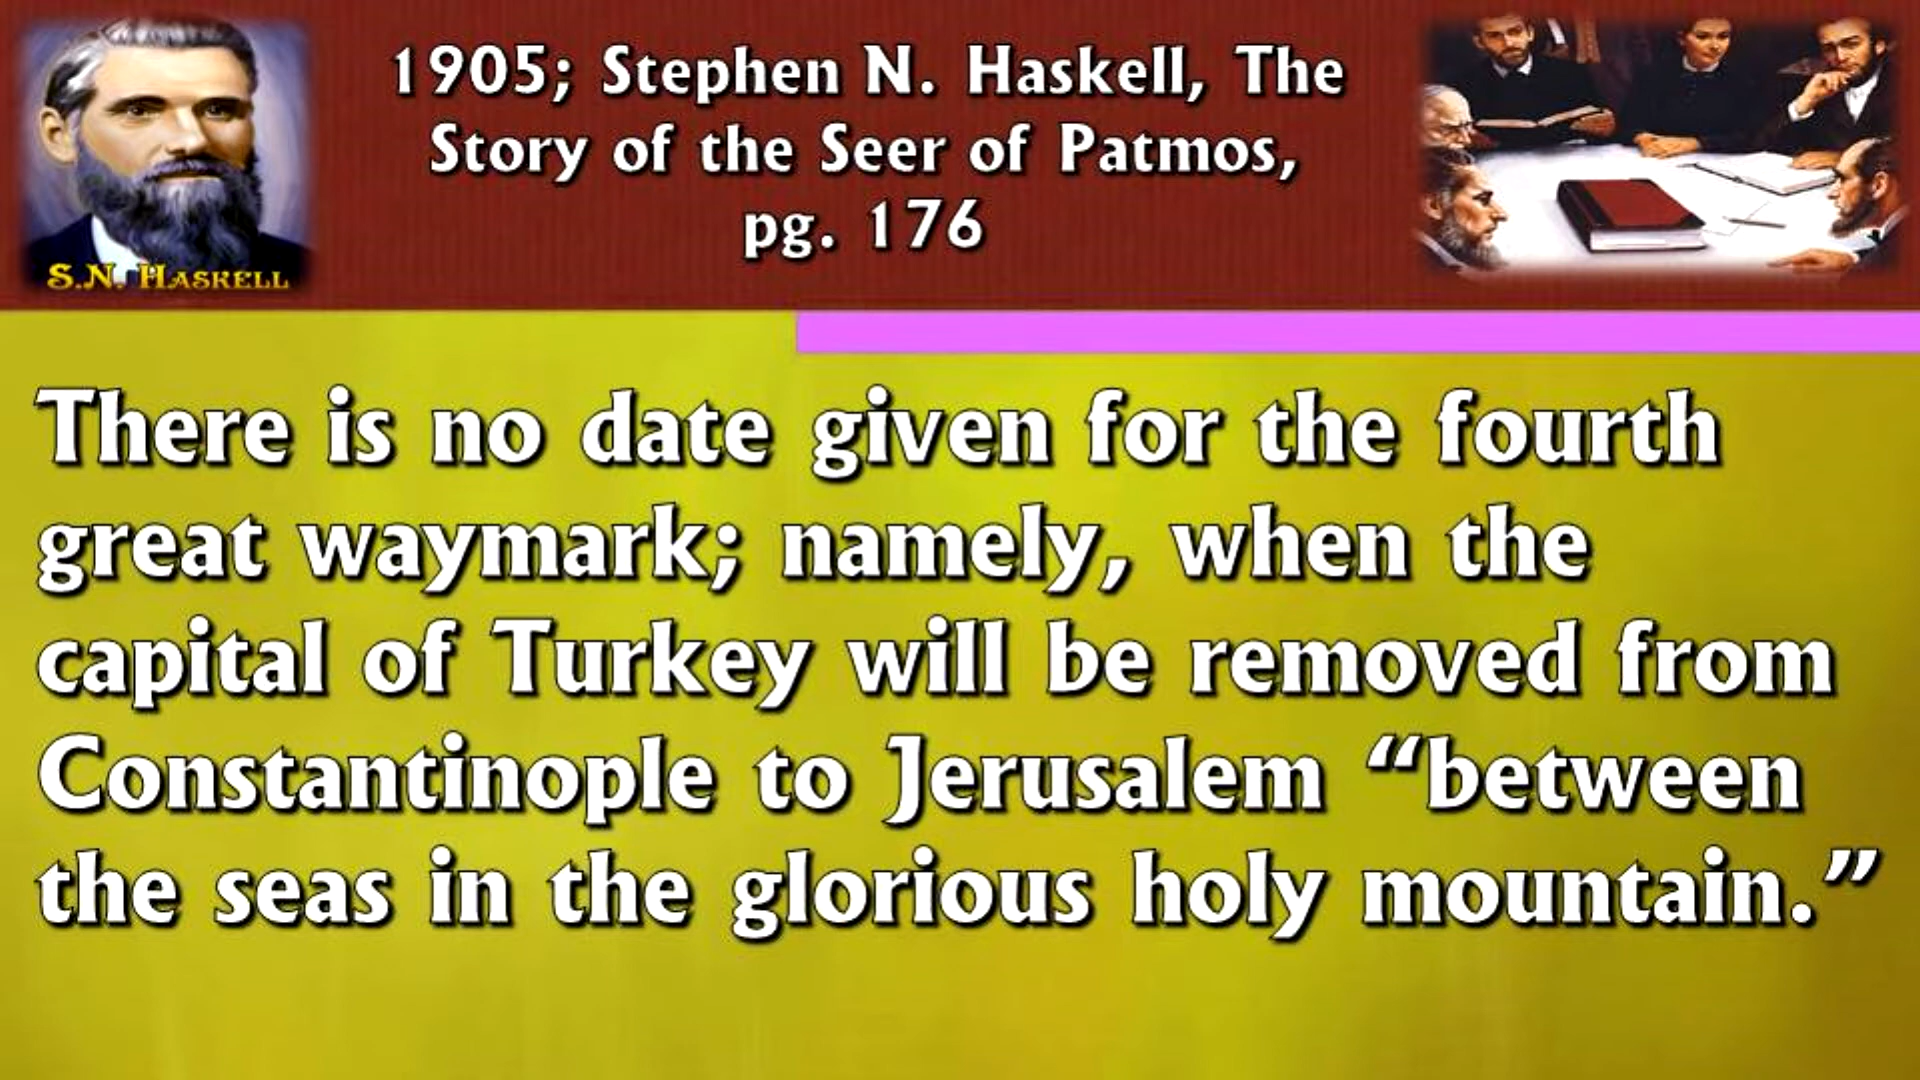 1905; Stephen N. Haskell, The
Story of the Seer of Patmos,
pg. 176
S.N. HASKELL
There is no date given for the fourth
great waymark; namely, when the
capital of Turkey will be removed from
Constantinople to Jerusalem “between
the seas in the glorious holy mountain.”